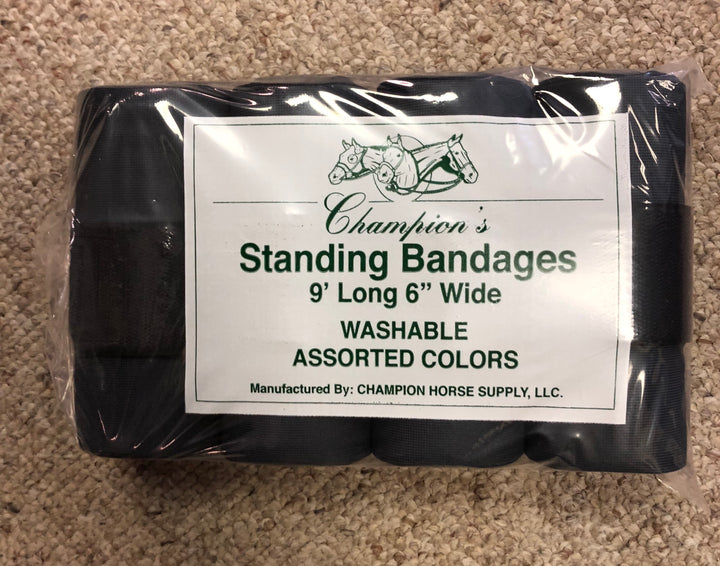 Champion's
Standing Bandages
9' Long 6” Wide
WASHABLE
ASSORTED COLORS
Manufactured By: CHAMPION HORSE SUPPLY, LLC.